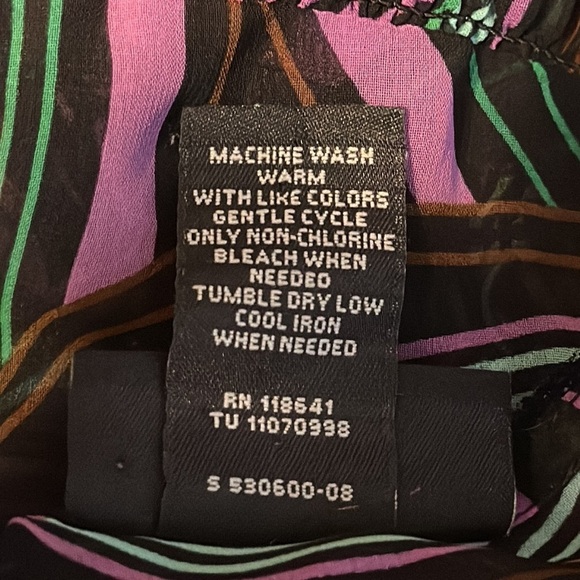 MACHINE WASH
WARM
WITH LIKE COLORS
GENTLE CYCLE
ONLY NON-CHLORINE
BLEACH WHEN
NEEDED
TUMBLE DRY LOW
COOL IRON
WHEN NEEDED
RN 118641
TU 11070998
S 530600-08